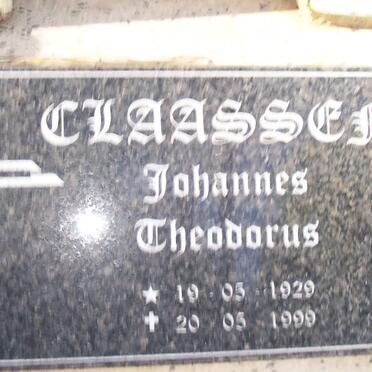 CLAASSEN
Johannes
Theodorus
★ 19-05-1929
✝ 20 05 1999